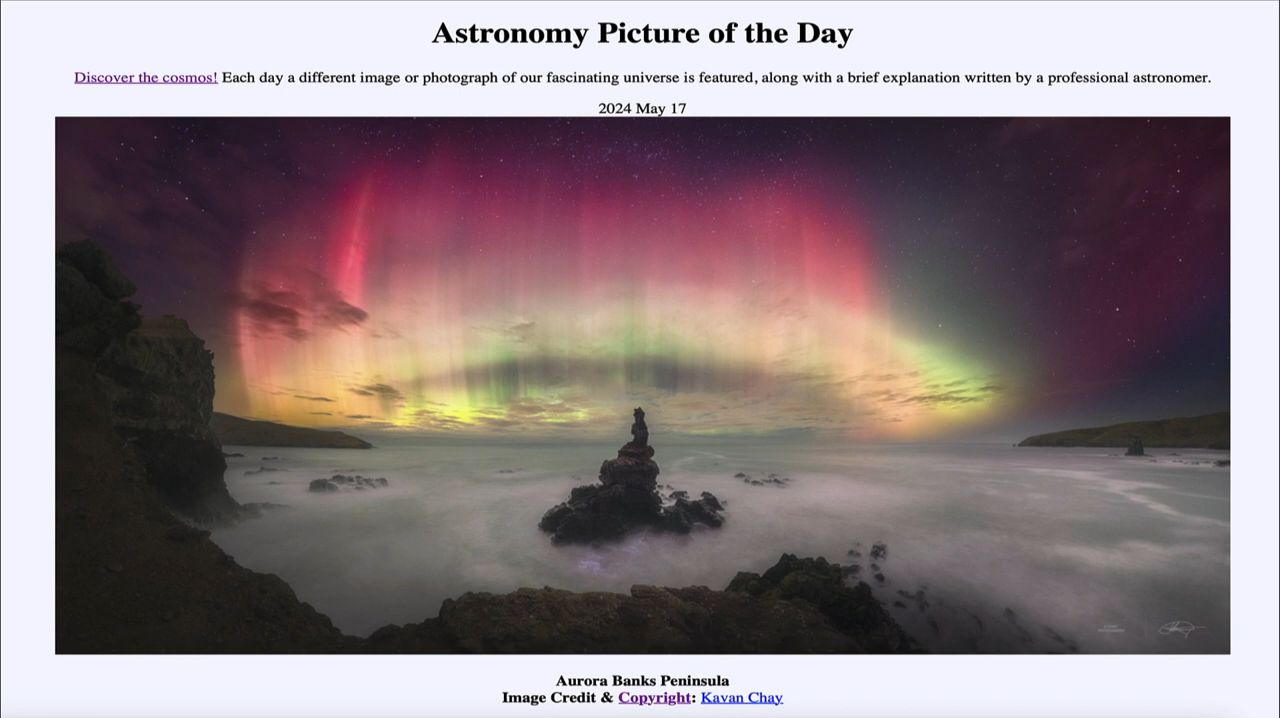 Astronomy Picture of the Day
Discover the cosmos! Each day a different image or photograph of our fascinating universe is featured, along with a brief explanation written by a professional astronomer.
2024 May 17
Aurora Banks Peninsula
Image Credit & Copyright: Kavan Chay